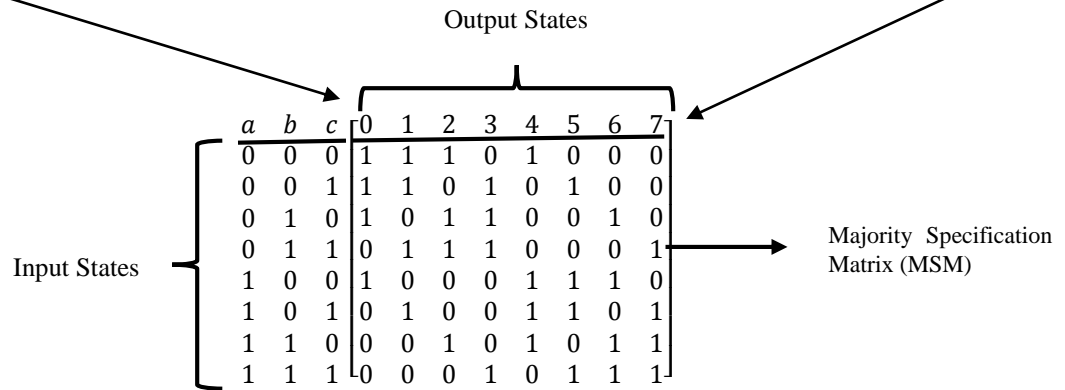 Output States
a b c 0 1 2 3 4 5 6 7
0 0 0 1 1 1 0 1 0 0 0
0 0 1 1 1 0 1 0 1 0 0
0 1 0 1 0 1 1 0 0 1 0
0 1 1 0 1 1 1 0 0 0 1
1 0 0 1 0 0 0 1 1 1 0
1 0 1 0 1 0 0 1 1 0 1
1 1 0 0 0 1 0 1 0 1 1
1 1 1 0 0 0 1 0 1 1 1
Input States
Majority Specification
Matrix (MSM)